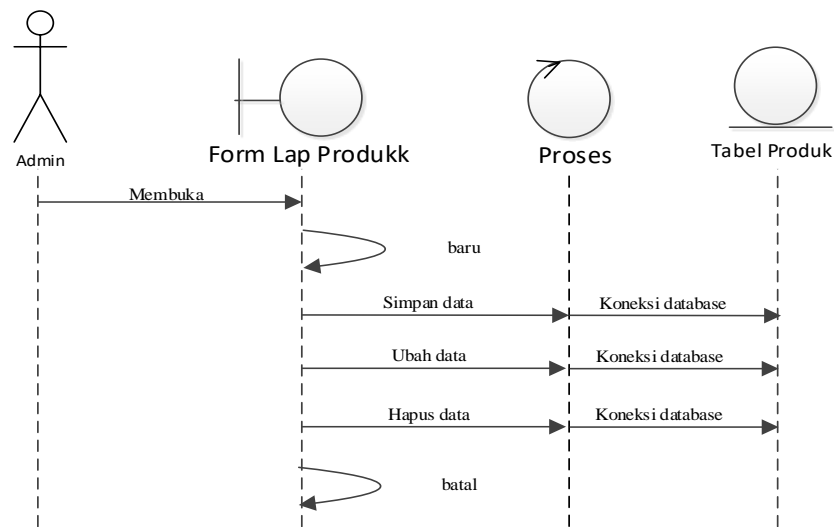 Admin
Form Lap Produkk
Proses
Tabel Produk
Membuka
baru
Simpan data
Koneksi database
Ubah data
Koneksi database
Hapus data
Koneksi database
batal